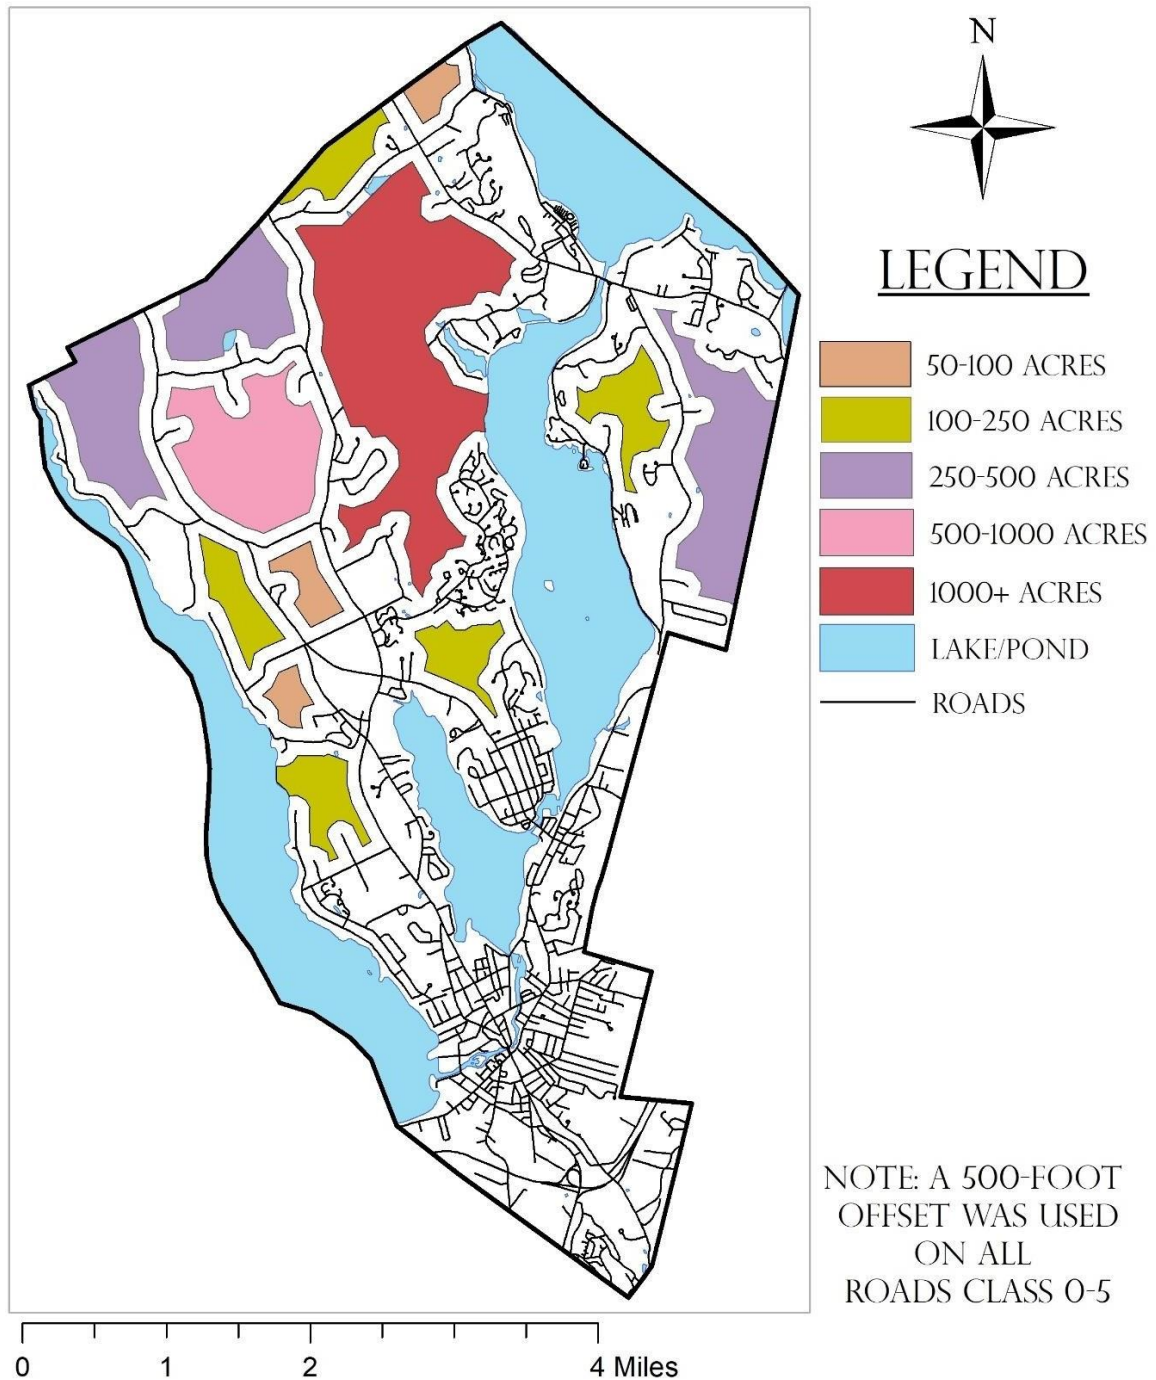 N
LEGEND
50-100 ACRES
100-250 ACRES
250-500 ACRES
500-1000 ACRES
1000+ ACRES
LAKE/POND
ROADS
NOTE: A 500-FOOT
OFFSET WAS USED
ON ALL
ROADS CLASS 0-5
0 1 2 4 Miles